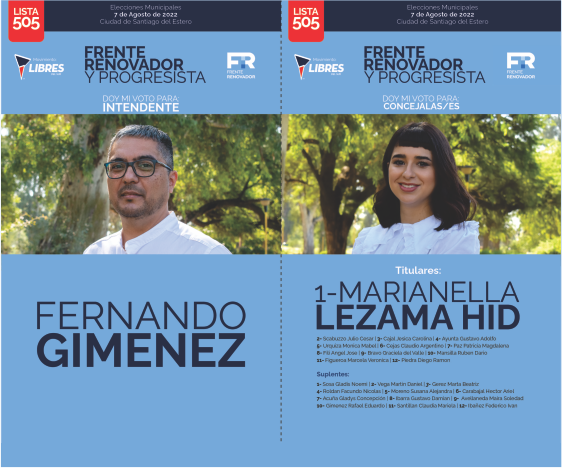 LISTA
505
Elecciones Municipales
7 de Agosto de 2022
Ciudad de Santiago del Estero
LIBRES
FRENTE
RENOVADOR
Y PROGRESISTA
FR
FRENTE
RENOVADOR
DOY MI VOTO PARA:
INTENDENTE
FERNANDO
GIMENEZ
LISTA
505
Elecciones Municipales
7 de Agosto de 2022
Ciudad de Santiago del Estero
LIBRES
FRENTE
RENOVADOR
Y PROGRESISTA
FR
FRENTE
RENOVADOR
DOY MI VOTO PARA:
CONCEJALAS/ES
Titulares:
1-MARIANELLA
LEZAMA HID
2- Scabuzzo Julio Cesar | 3- Cajal Jesica Carolina | 4- Ayunta Gustavo Adolfo
5- Urquiza Monica Mabel | 6- Cejas Claudio Argentino | 7- Paz Patricia Magdalena
8- Fili Angel Jose | 9- Bravo Graciela del Valle | 10- Mansilla Ruben Dario
11- Figueroa Marcela Veronica | 12- Piedra Diego Ramon
Suplentes:
1- Sosa Gladis Noemi | 2- Vega Martin Daniel | 3- Gerez Marta Beatriz
4- Roldan Facundo Nicolas | 5- Moreno Susana Alejandra | 6- Carabajal Hector Ariel
7- Acuña Gladys Concepción | 8- Ibarra Gustavo Damian | 9- Avellaneda Maira Soledad
10- Gimenez Rafael Eduardo | 11- Santillan Claudia Mariela | 12- Ibañez Federico Ivan